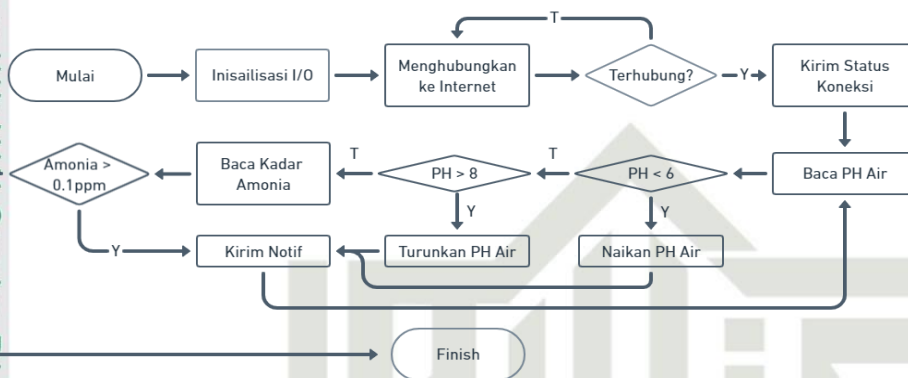 T
Mulai
Inisailisasi I/O
Menghubungkan
ke Internet
Terhubung?
Y
Kirim Status
Koneksi
Amonia >
0.1ppm
Baca Kadar
Amonia
T
PH > 8
T
PH < 6
Baca PH Air
Y
Y
Y
Kirim Notif
Turunkan PH Air
Naikan PH Air
Finish